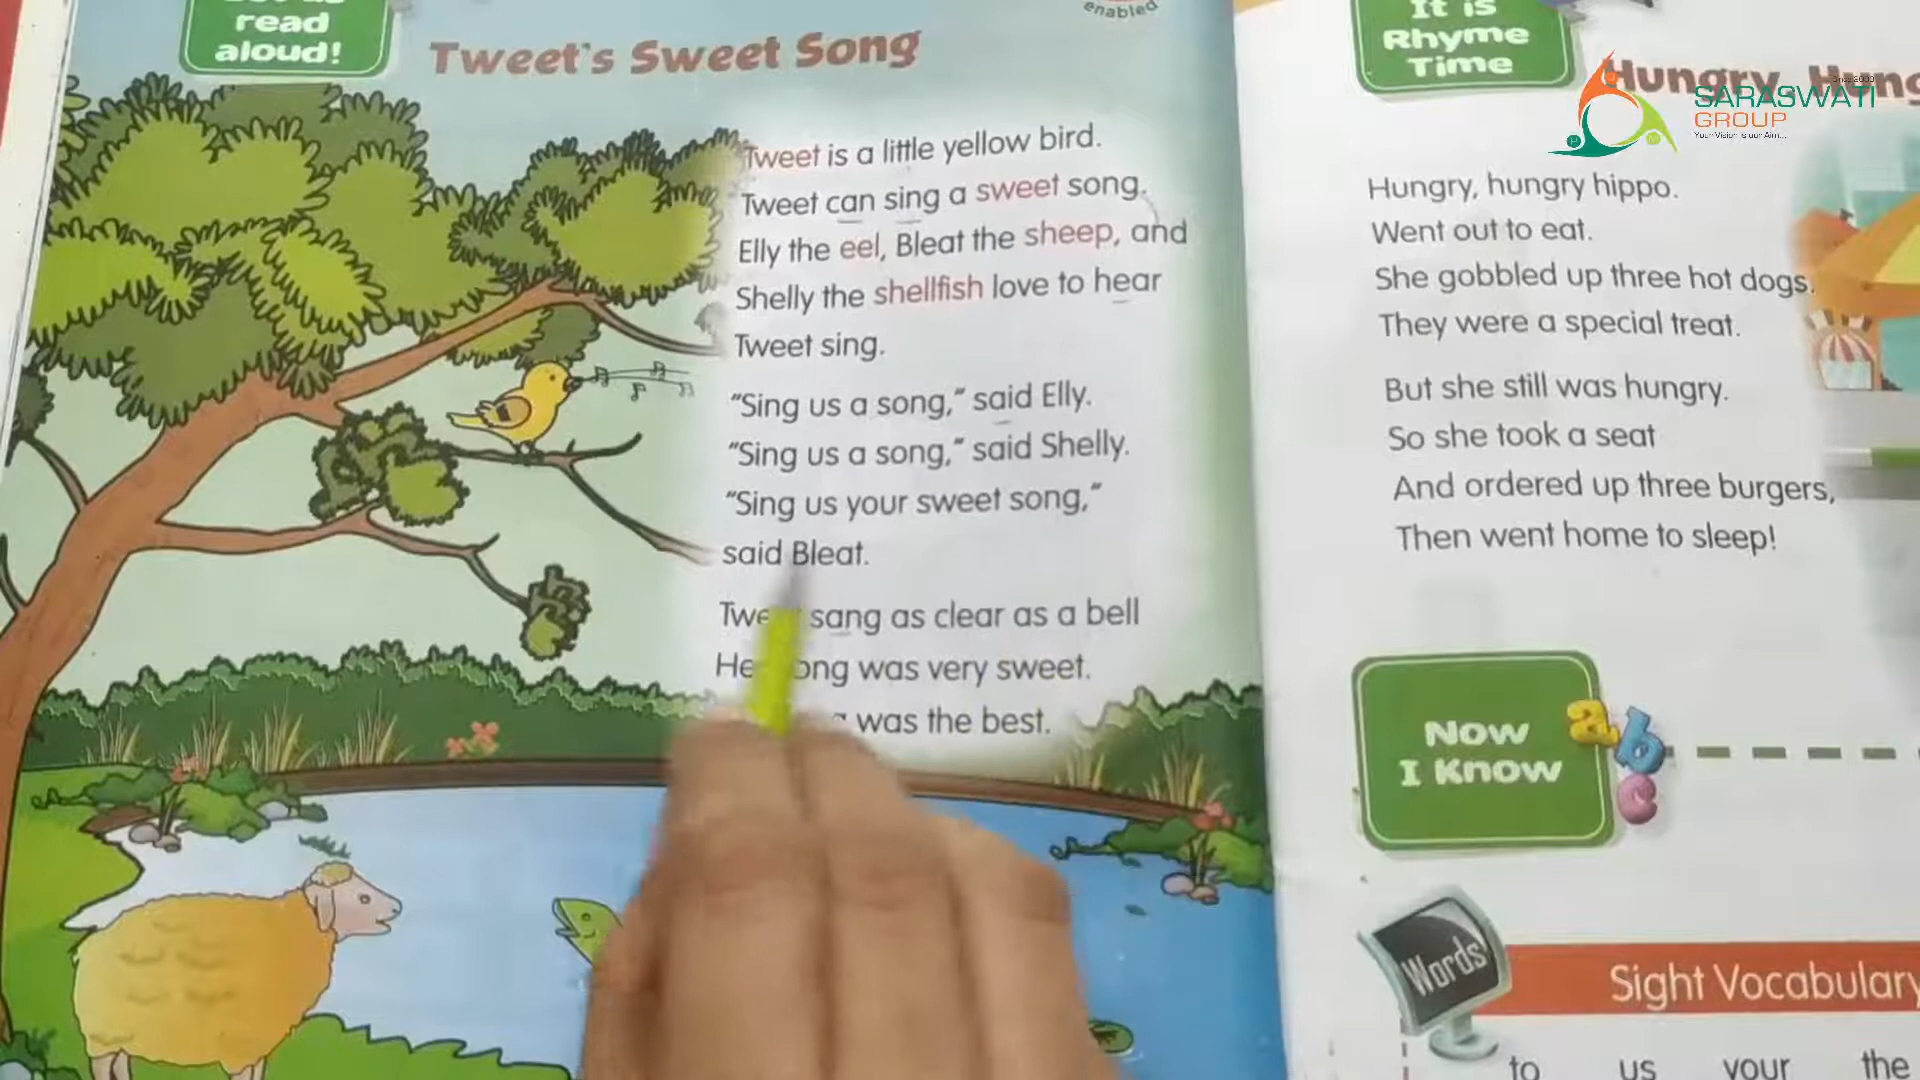 read
aloud!
enabled
Tweet's Sweet Song
Tweet is a little yellow bird.
Tweet can sing a sweet song.
Elly the eel, Bleat the sheep, and
Shelly the shellfish love to hear
Tweet sing.
"Sing us a song," said Elly.
"Sing us a song," said Shelly.
"Sing us your sweet song,"
said Bleat.
sang as clear as a bell
was very sweet.
was the best.
It is
Rhyme
Time
Hungry,
SARASWATI
GROUP
Your Vision is our Aim...
Hungry, hungry hippo.
Went out to eat.
She gobbled up three hot dogs.
They were a special treat.
But she still was hungry.
So she took a seat
And ordered up three burgers,
Then went home to sleep!
Now
I Know
a b c
Words
Sight Vocabulary
to us your the